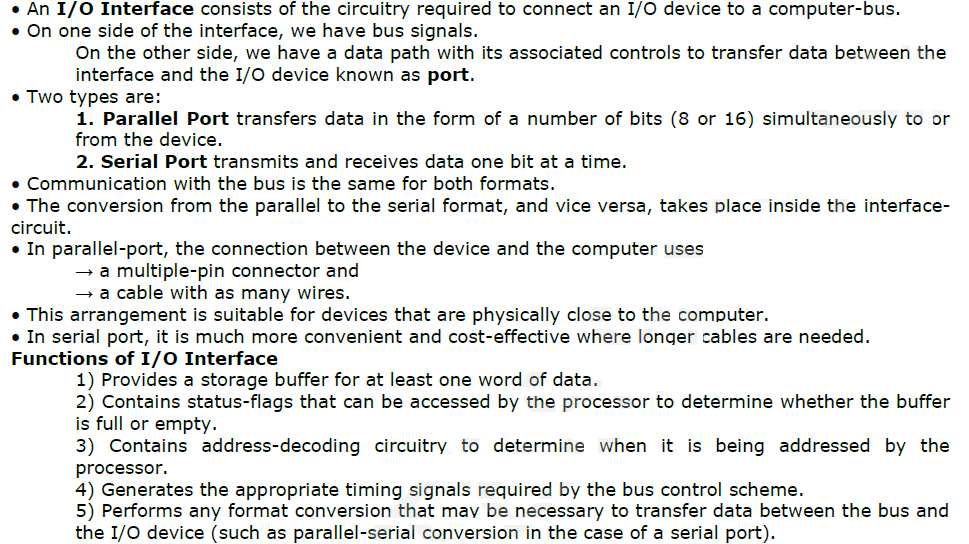 • An I/O Interface consists of the circuitry required to connect an I/O device to a computer-bus.
• On one side of the interface, we have bus signals.
On the other side, we have a data path with its associated controls to transfer data between the
interface and the I/O device known as port.
• Two types are:
1. Parallel Port transfers data in the form of a number of bits (8 or 16) simultaneously to or
from the device.
2. Serial Port transmits and receives data one bit at a time.
• Communication with the bus is the same for both formats.
• The conversion from the parallel to the serial format, and vice versa, takes place inside the interface-
circuit.
• In parallel-port, the connection between the device and the computer uses
→ a multiple-pin connector and
→ a cable with as many wires.
• This arrangement is suitable for devices that are physically close to the computer.
• In serial port, it is much more convenient and cost-effective where longer cables are needed.
Functions of I/O Interface
1) Provides a storage buffer for at least one word of data.
2) Contains status-flags that can be accessed by the processor to determine whether the buffer
is full or empty.
3) Contains address-decoding circuitry to determine when it is being addressed by the
processor.
4) Generates the appropriate timing signals required by the bus control scheme.
5) Performs any format conversion that may be necessary to transfer data between the bus and
the I/O device (such as parallel-serial conversion in the case of a serial port).